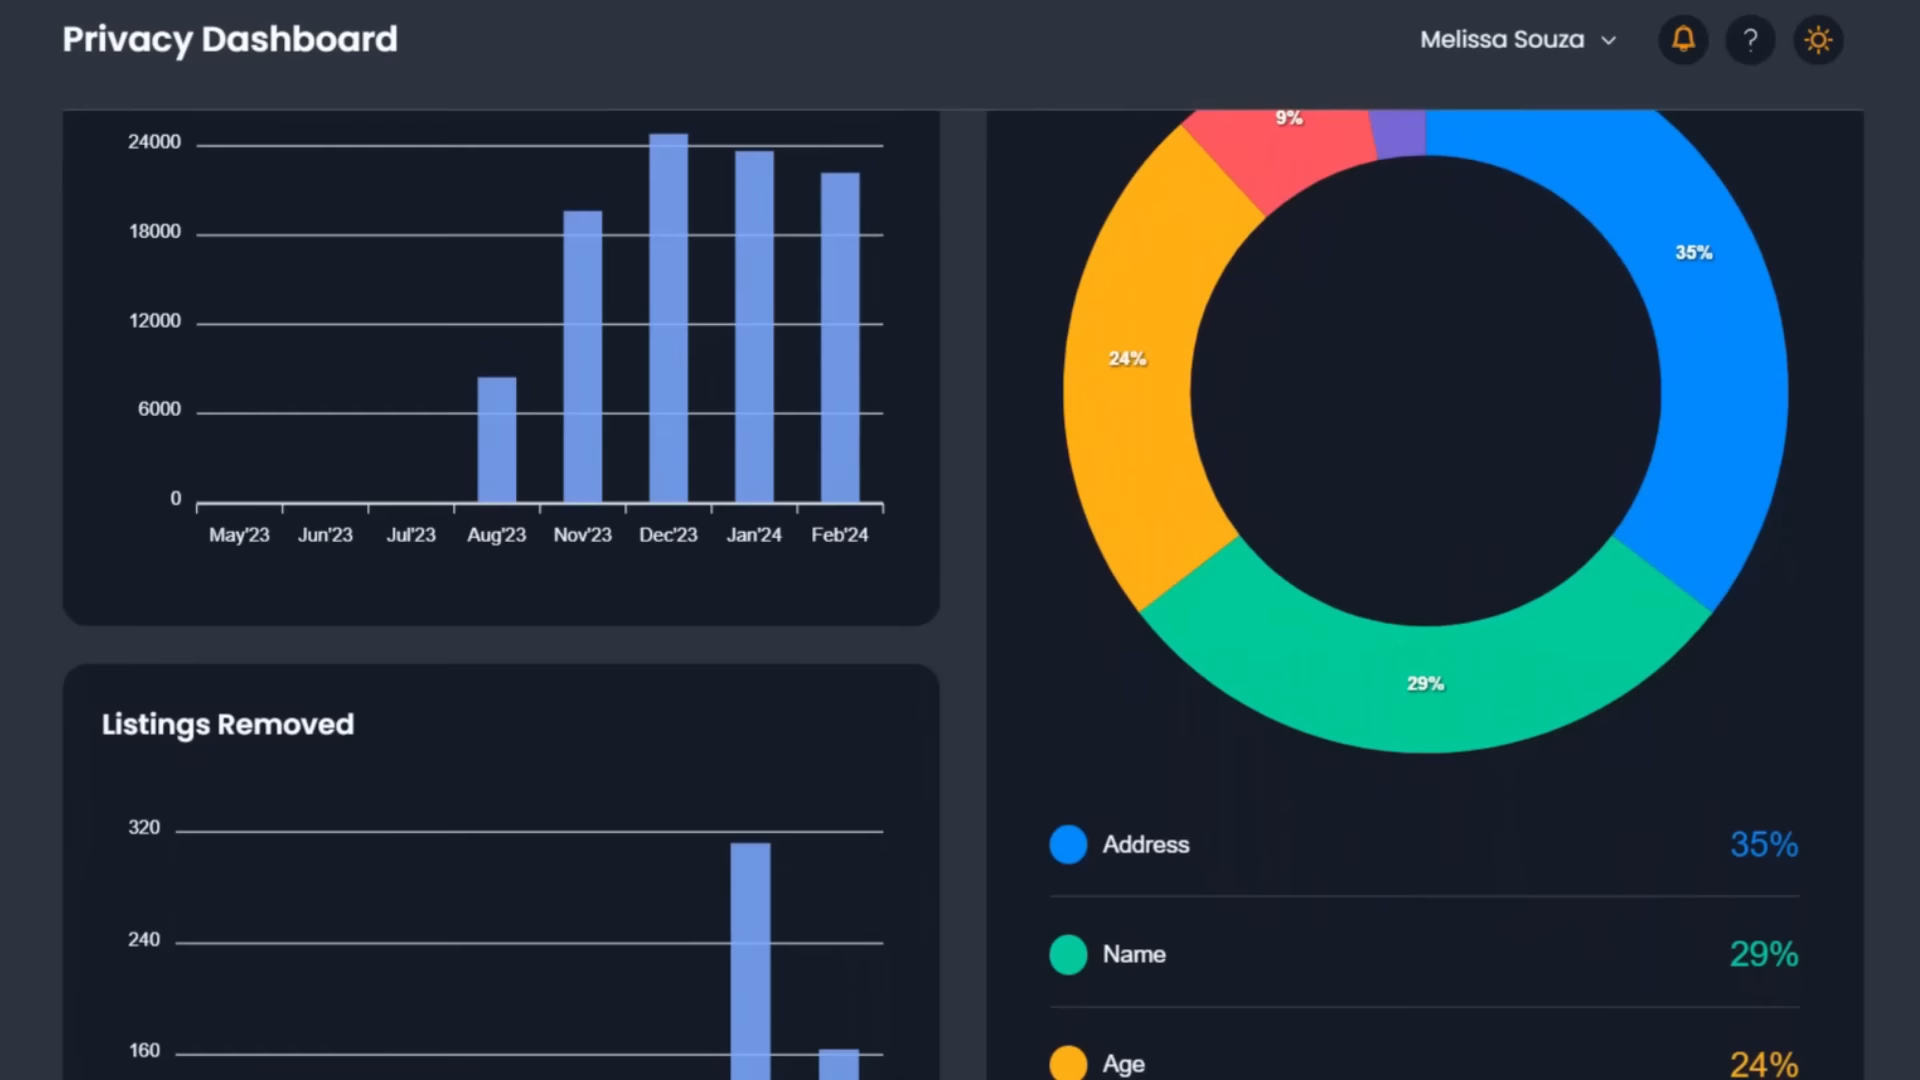 Privacy Dashboard
Melissa Souza
?
24000
18000
12000
6000
0
May'23 Jun'23 Jul'23 Aug'23 Nov'23 Dec'23 Jan'24 Feb'24
Listings Removed
320
240
160
9%
35%
24%
29%
Address 35%
Name 29%
Age 24%